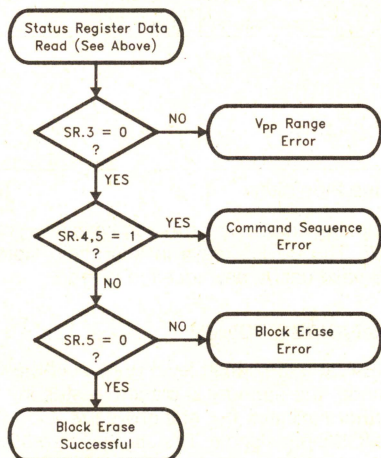 Status Register Data
Read (See Above)
SR.3 = 0
?
NO
VPP Range
Error
YES
SR.4,5 = 1
?
YES
Command Sequence
Error
NO
SR.5 = 0
?
NO
Block Erase
Error
YES
Block Erase
Successful